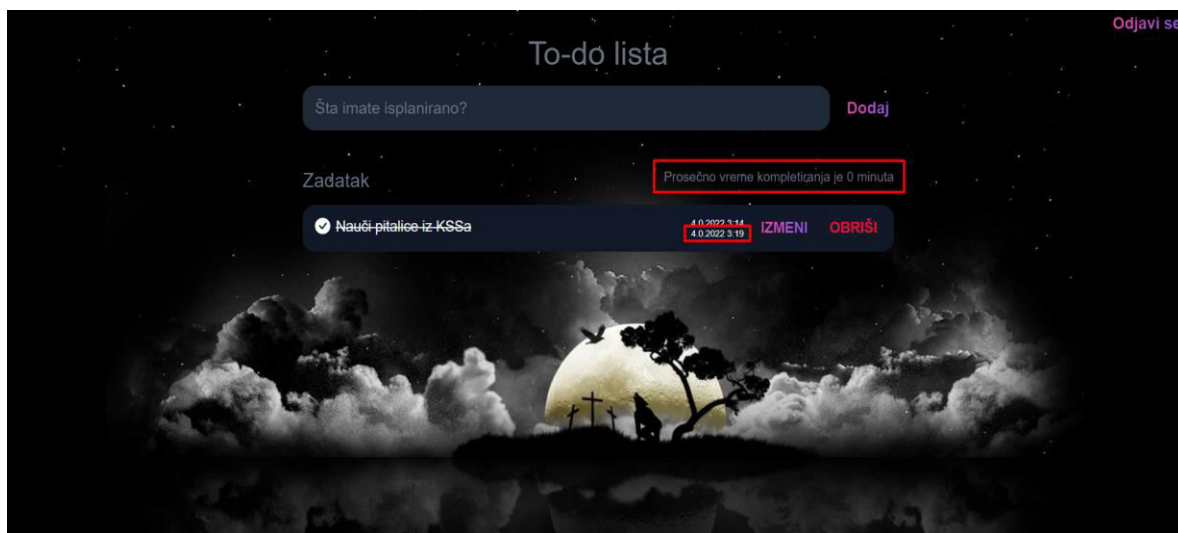 Odjavi se
To-do lista
Šta imate isplanirano?
Dodaj
Zadatak
Prosečno vreme kompletiranja je 0 minuta
Nauči pitalice iz KSSa
4.0.2022 3:14
4.0.2022 3:19
IZMENI
OBRIŠI